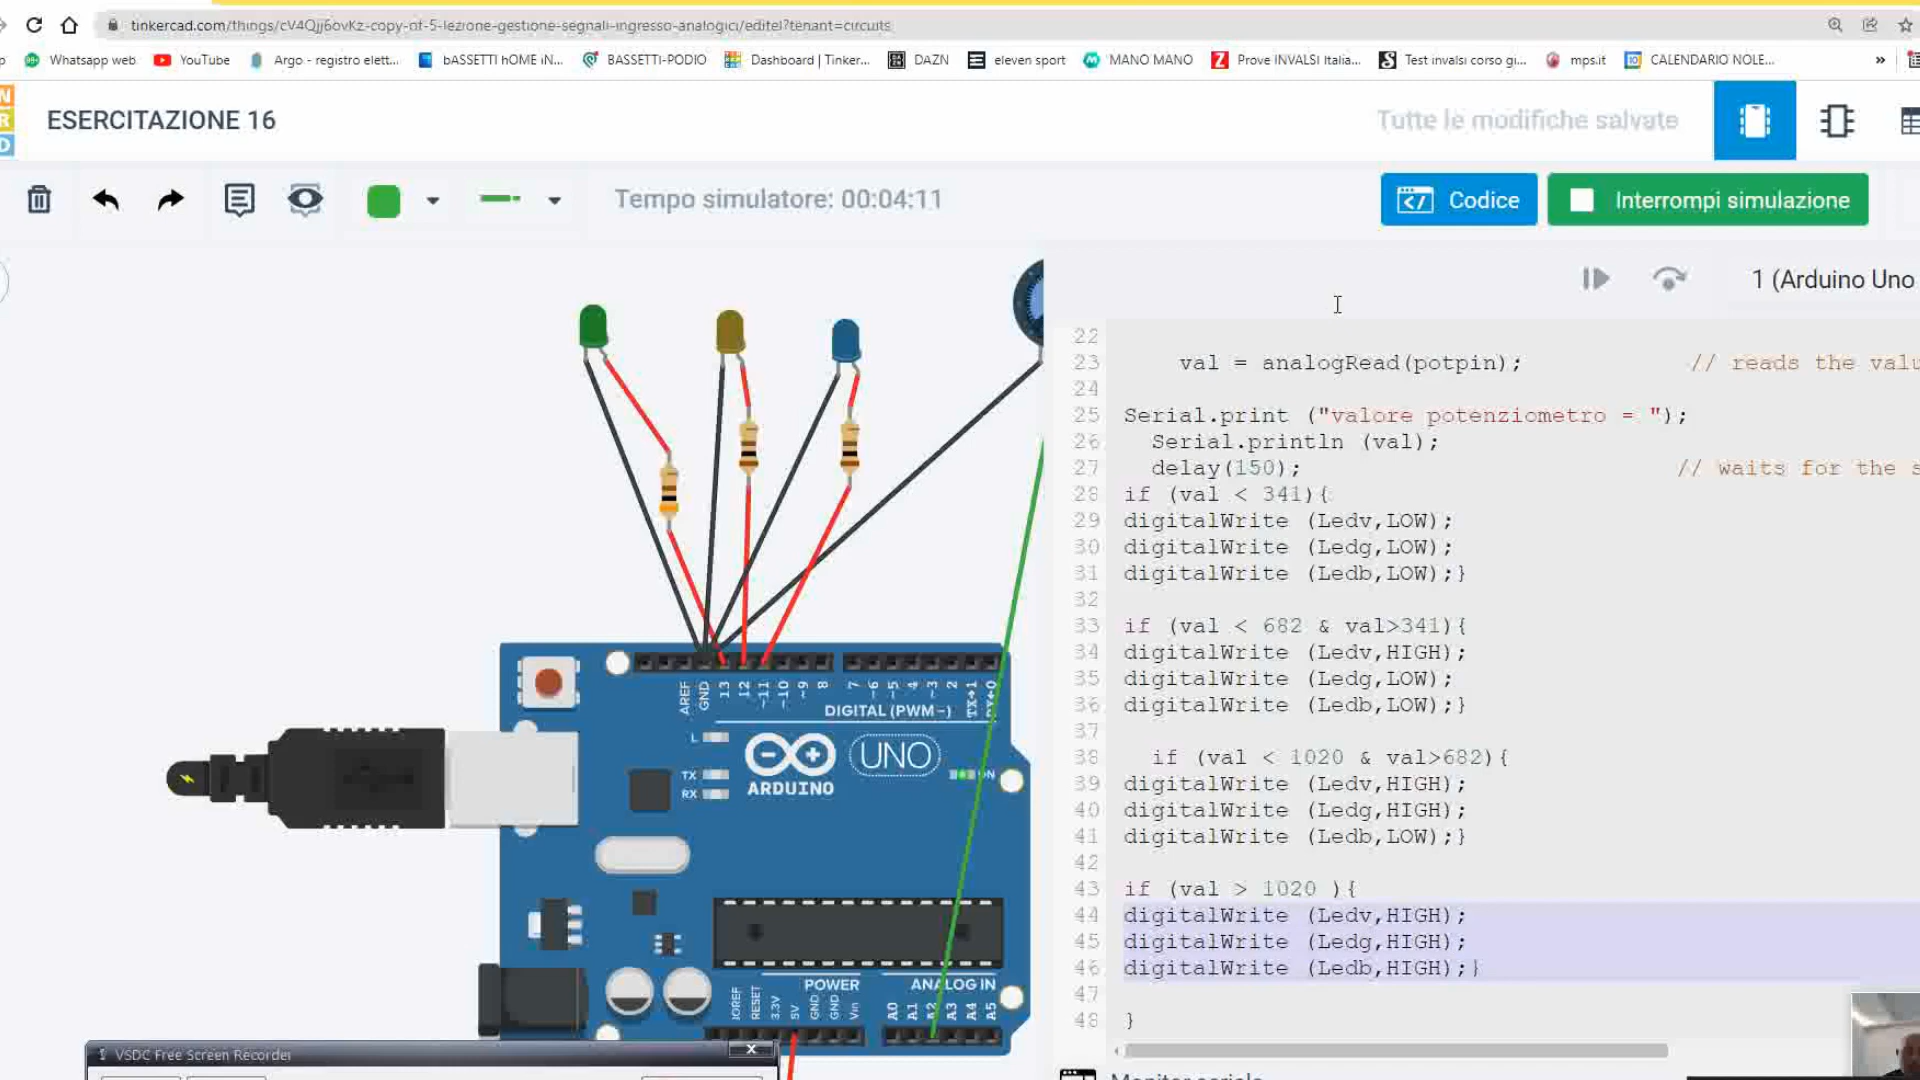 tinkercad.com/things/cV4Qjj6ovKz-copy-of-5-lezione-gestione-segnali-ingresso-analogici/editel?tenant=circuits
Whatsapp web
YouTube
Argo - registro elett...
bASSETTI hOME iN...
BASSETTI-PODIO
Dashboard | Tinker...
DAZN
eleven sport
MANO MANO
Prove INVALSI Italia...
Test invalsi corso gi...
mps.it
CALENDARIO NOLE...
»
ESERCITAZIONE 16
Tutte le modifiche salvate
Tempo simulatore: 00:04:11
Codice
Interrompi simulazione
1 (Arduino Uno
22
23 val = analogRead(potpin); // reads the valu
24
25 Serial.print ("valore potenziometro = ");
26 Serial.println (val);
27 delay(150); // waits for the s
28 if (val < 341){
29 digitalWrite (Ledv,LOW);
30 digitalWrite (Ledg,LOW);
31 digitalWrite (Ledb,LOW);}
32
33 if (val < 682 & val>341){
34 digitalWrite (Ledv,HIGH);
35 digitalWrite (Ledg,LOW);
36 digitalWrite (Ledb,LOW);}
37
38 if (val < 1020 & val>682){
39 digitalWrite (Ledv,HIGH);
40 digitalWrite (Ledg,HIGH);
41 digitalWrite (Ledb,LOW);}
42
43 if (val > 1020 ){
44 digitalWrite (Ledv,HIGH);
45 digitalWrite (Ledg,HIGH);
46 digitalWrite (Ledb,HIGH);}
47
48 }
AREF GND 13 12 ~11 ~10 ~9 8 7 ~6 ~5 4 ~3 2 TX→1 RX←0
DIGITAL (PWM~)
L
TX
RX
ARDUINO
UNO
ON
POWER
ANALOG IN
IOREF RESET 3.3V 5V GND GND Vin A0 A1 A2 A3 A4 A5
VSDC Free Screen Recorder
Monitor seriale